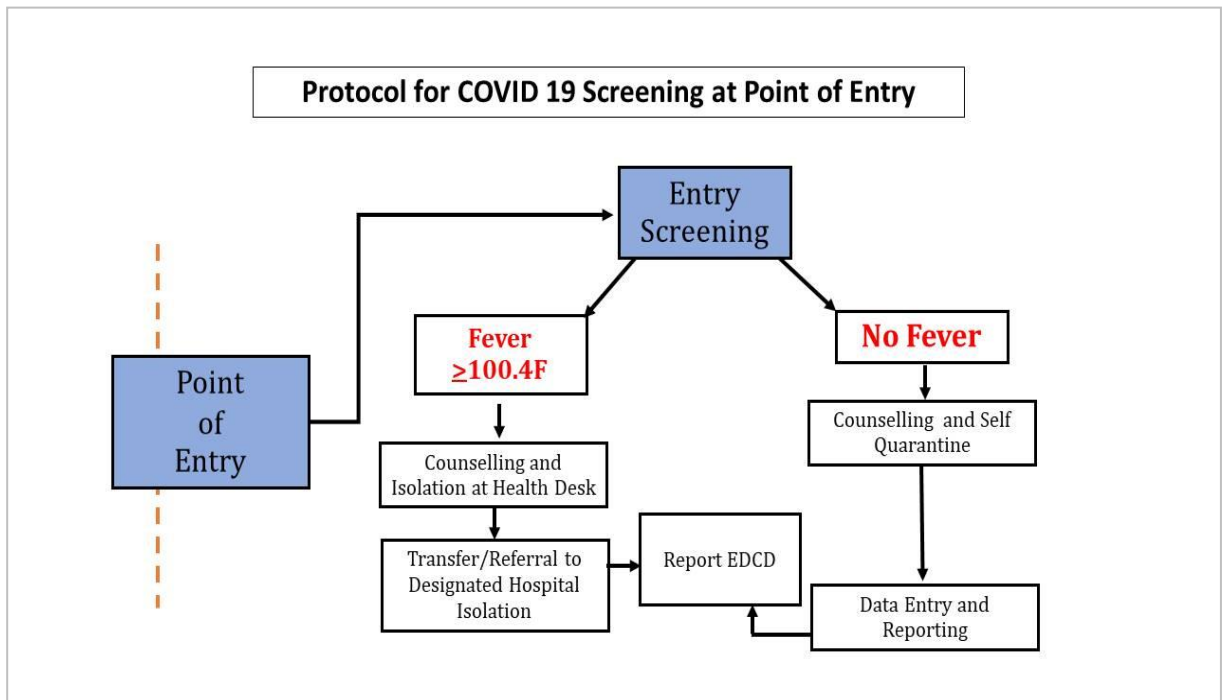 Protocol for COVID 19 Screening at Point of Entry
Entry
Screening
Point
of
Entry
Fever
≥100.4F
No Fever
Counselling and
Isolation at Health Desk
Counselling and Self
Quarantine
Transfer/Referral to
Designated Hospital
Isolation
Report EDCD
Data Entry and
Reporting